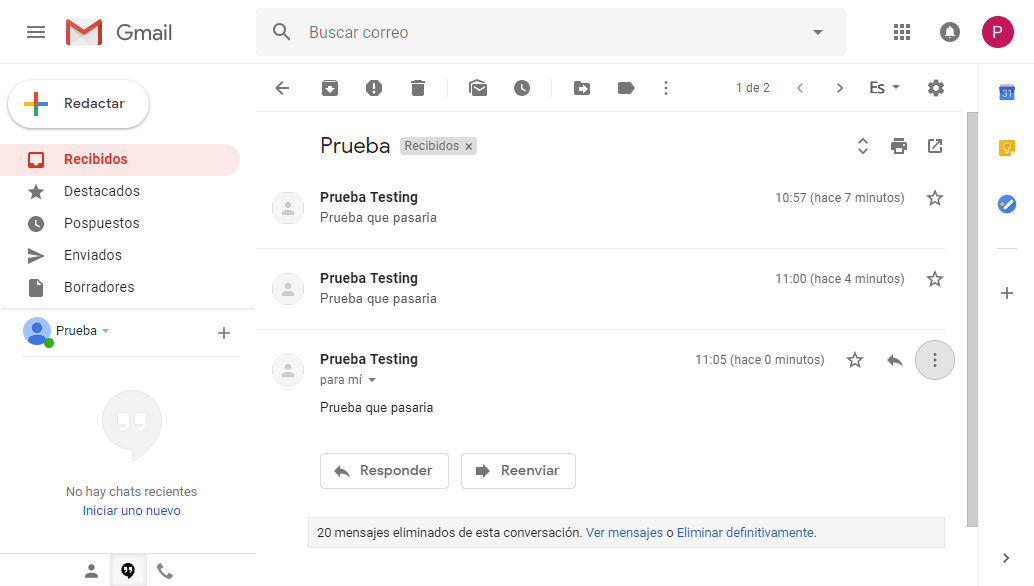 Gmail
Buscar correo
P
Redactar
1 de 2
Es
31
Recibidos
Destacados
Pospuestos
Enviados
Borradores
Prueba
No hay chats recientes
Iniciar uno nuevo
Prueba Recibidos ×
Prueba Testing 10:57 (hace 7 minutos)
Prueba que pasaria
Prueba Testing 11:00 (hace 4 minutos)
Prueba que pasaria
Prueba Testing 11:05 (hace 0 minutos)
para mí
Prueba que pasaria
Responder Reenviar
20 mensajes eliminados de esta conversación. Ver mensajes o Eliminar definitivamente.